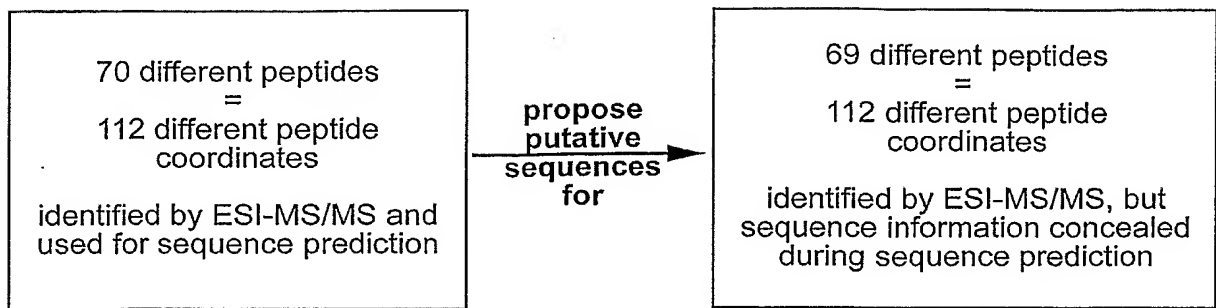 70 different peptides
=
112 different peptide
coordinates
identified by ESI-MS/MS and
used for sequence prediction
propose
putative
sequences
for
69 different peptides
=
112 different peptide
coordinates
identified by ESI-MS/MS, but
sequence information concealed
during sequence prediction